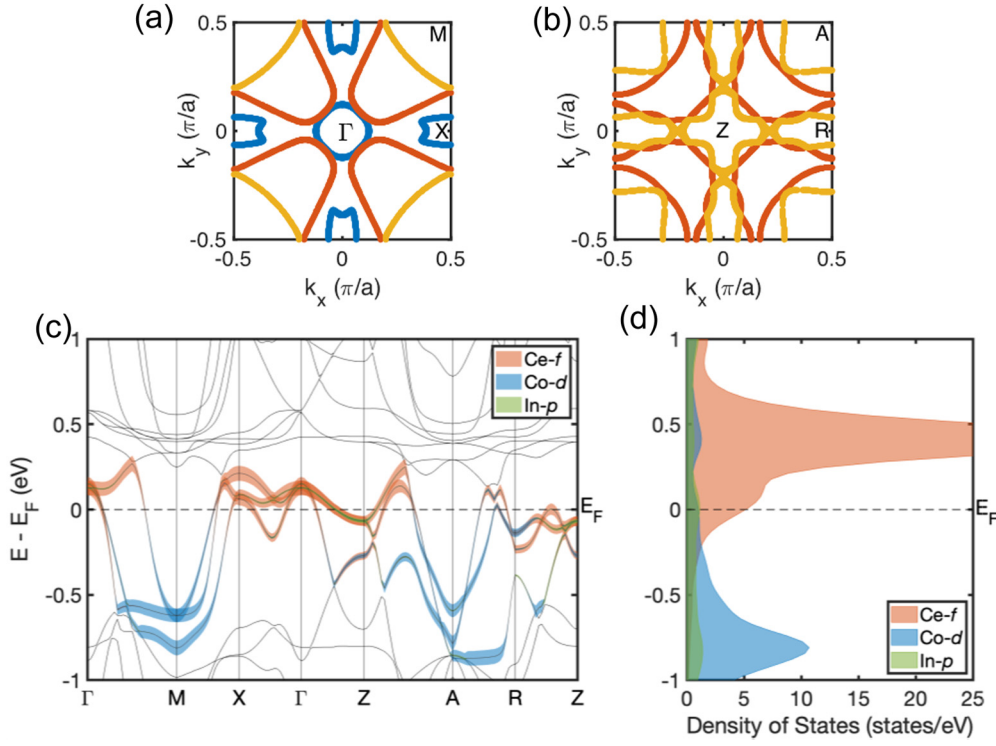 (a)
0.5
0
-0.5
k_y (π/a)
M
Γ
X
-0.5 0 0.5
k_x (π/a)
(b)
0.5
0
-0.5
k_y (π/a)
A
Z
R
-0.5 0 0.5
k_x (π/a)
(c)
1
0.5
0
-0.5
-1
E - E_F (eV)
Ce-f
Co-d
In-p
E_F
Γ M X Γ Z A R Z
(d)
1
0.5
0
-0.5
-1
E_F
Ce-f
Co-d
In-p
0 5 10 15 20 25
Density of States (states/eV)